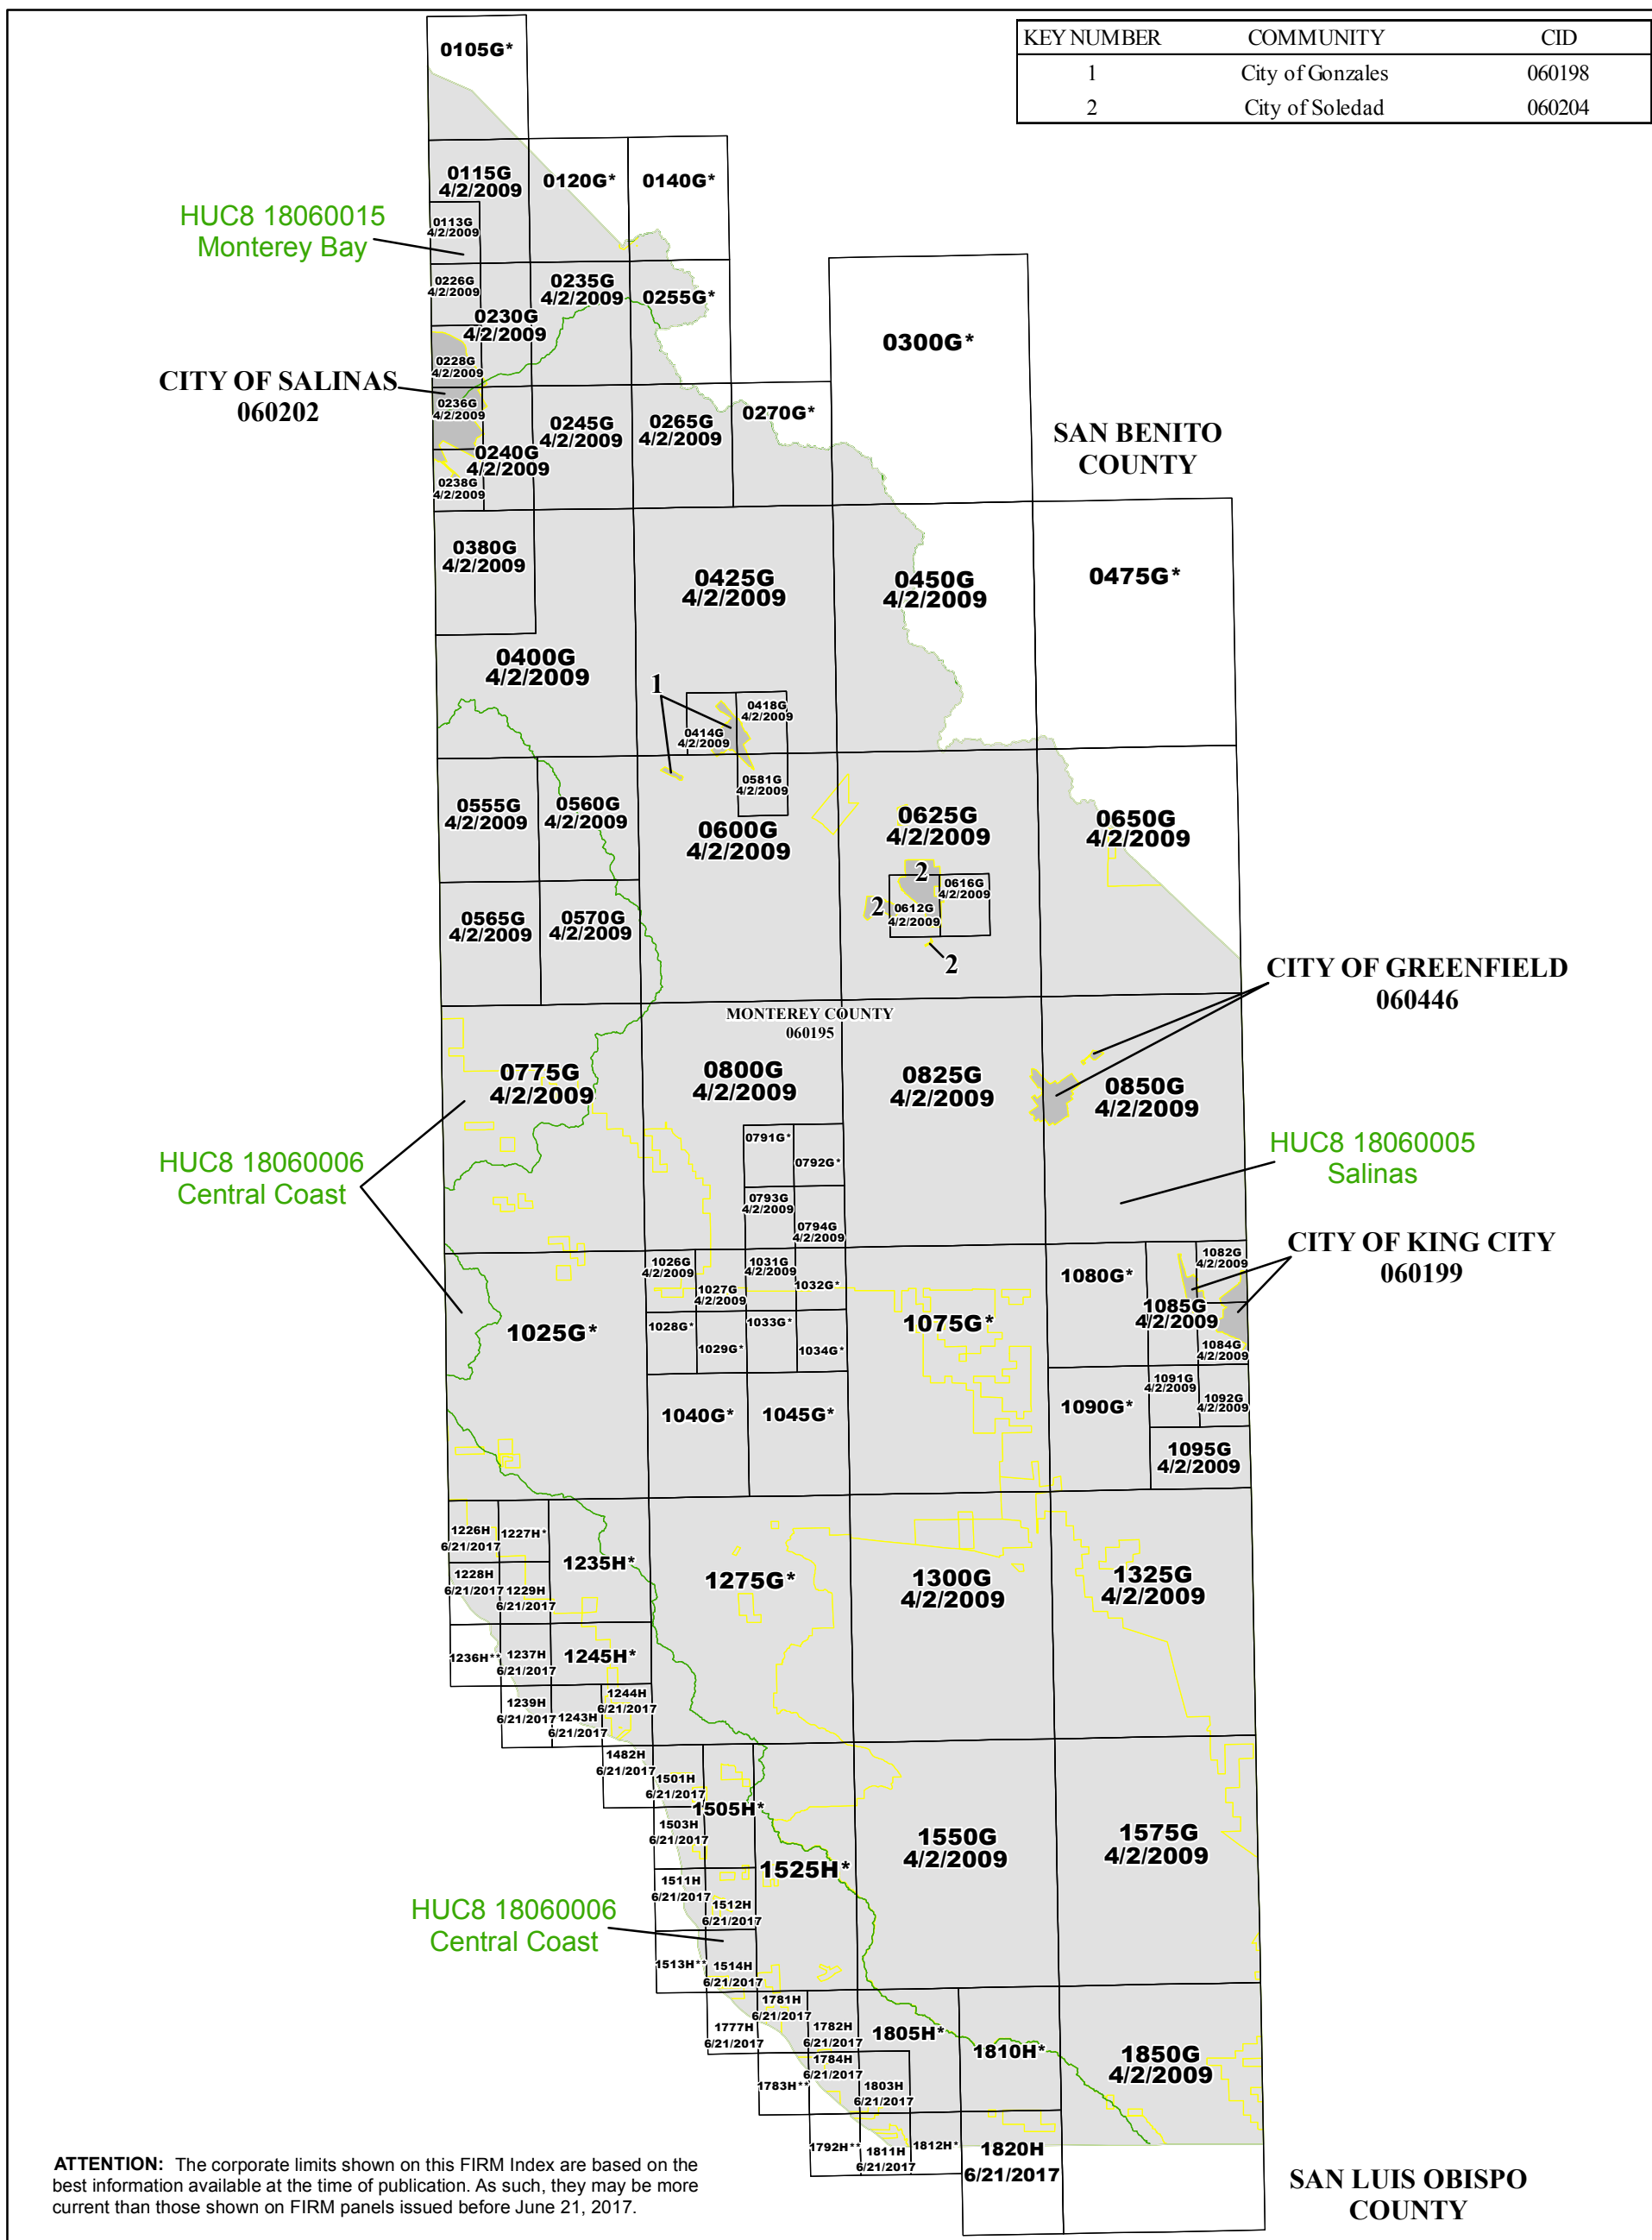 KEY NUMBER COMMUNITY CID
1 City of Gonzales 060198
2 City of Soledad 060204
0105G*
0115G
4/2/2009
0120G*
0140G*
HUC8 18060015
Monterey Bay
0113G
4/2/2009
0226G
4/2/2009
0230G
4/2/2009
0235G
4/2/2009
0255G*
0300G*
0228G
4/2/2009
CITY OF SALINAS
060202
0236G
4/2/2009
0240G
4/2/2009
0238G
4/2/2009
0245G
4/2/2009
0265G
4/2/2009
0270G*
SAN BENITO
COUNTY
0380G
4/2/2009
0425G
4/2/2009
0450G
4/2/2009
0475G*
0400G
4/2/2009
1
0414G
4/2/2009
0418G
4/2/2009
0581G
4/2/2009
0555G
4/2/2009
0560G
4/2/2009
0600G
4/2/2009
0625G
4/2/2009
0650G
4/2/2009
2
2
0612G
4/2/2009
0616G
4/2/2009
2
0565G
4/2/2009
0570G
4/2/2009
CITY OF GREENFIELD
060446
MONTEREY COUNTY
060195
0775G
4/2/2009
0800G
4/2/2009
0825G
4/2/2009
0850G
4/2/2009
0791G*
0792G*
0793G
4/2/2009
0794G
4/2/2009
HUC8 18060006
Central Coast
HUC8 18060005
Salinas
CITY OF KING CITY
060199
1025G*
1026G
4/2/2009
1027G
4/2/2009
1031G
4/2/2009
1032G*
1028G*
1029G*
1033G*
1034G*
1040G*
1045G*
1075G*
1080G*
1082G
4/2/2009
1085G
4/2/2009
1084G
4/2/2009
1090G*
1091G
4/2/2009
1092G
4/2/2009
1095G
4/2/2009
1226H
6/21/2017
1227H*
1228H
6/21/2017
1229H
6/21/2017
1235H*
1275G*
1300G
4/2/2009
1325G
4/2/2009
1236H**
1237H
6/21/2017
1245H*
1239H
6/21/2017
1243H
6/21/2017
1244H
6/21/2017
1482H
6/21/2017
1501H
6/21/2017
1505H*
1503H
6/21/2017
1525H*
1550G
4/2/2009
1575G
4/2/2009
1511H
6/21/2017
1512H
6/21/2017
HUC8 18060006
Central Coast
1513H**
1514H
6/21/2017
1777H
6/21/2017
1781H
6/21/2017
1782H
6/21/2017
1805H*
1810H*
1850G
4/2/2009
1783H**
1784H
6/21/2017
1803H
6/21/2017
1792H**
1811H
6/21/2017
1812H*
1820H
6/21/2017
SAN LUIS OBISPO
COUNTY
ATTENTION: The corporate limits shown on this FIRM Index are based on the
best information available at the time of publication. As such, they may be more
current than those shown on FIRM panels issued before June 21, 2017.